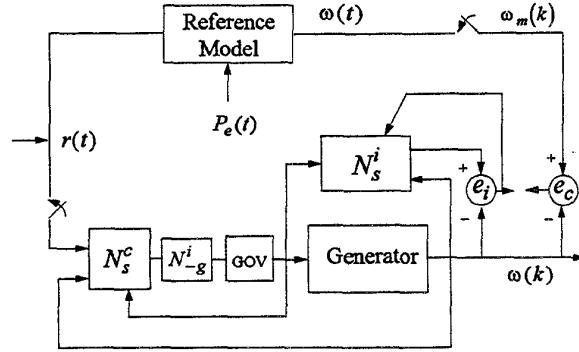 Reference Model
ω(t)
ω_m(k)
P_e(t)
r(t)
N_s^i
+
e_i
−
+
e_c
−
N_s^c
N_{-g}^i
GOV
Generator
ω(k)